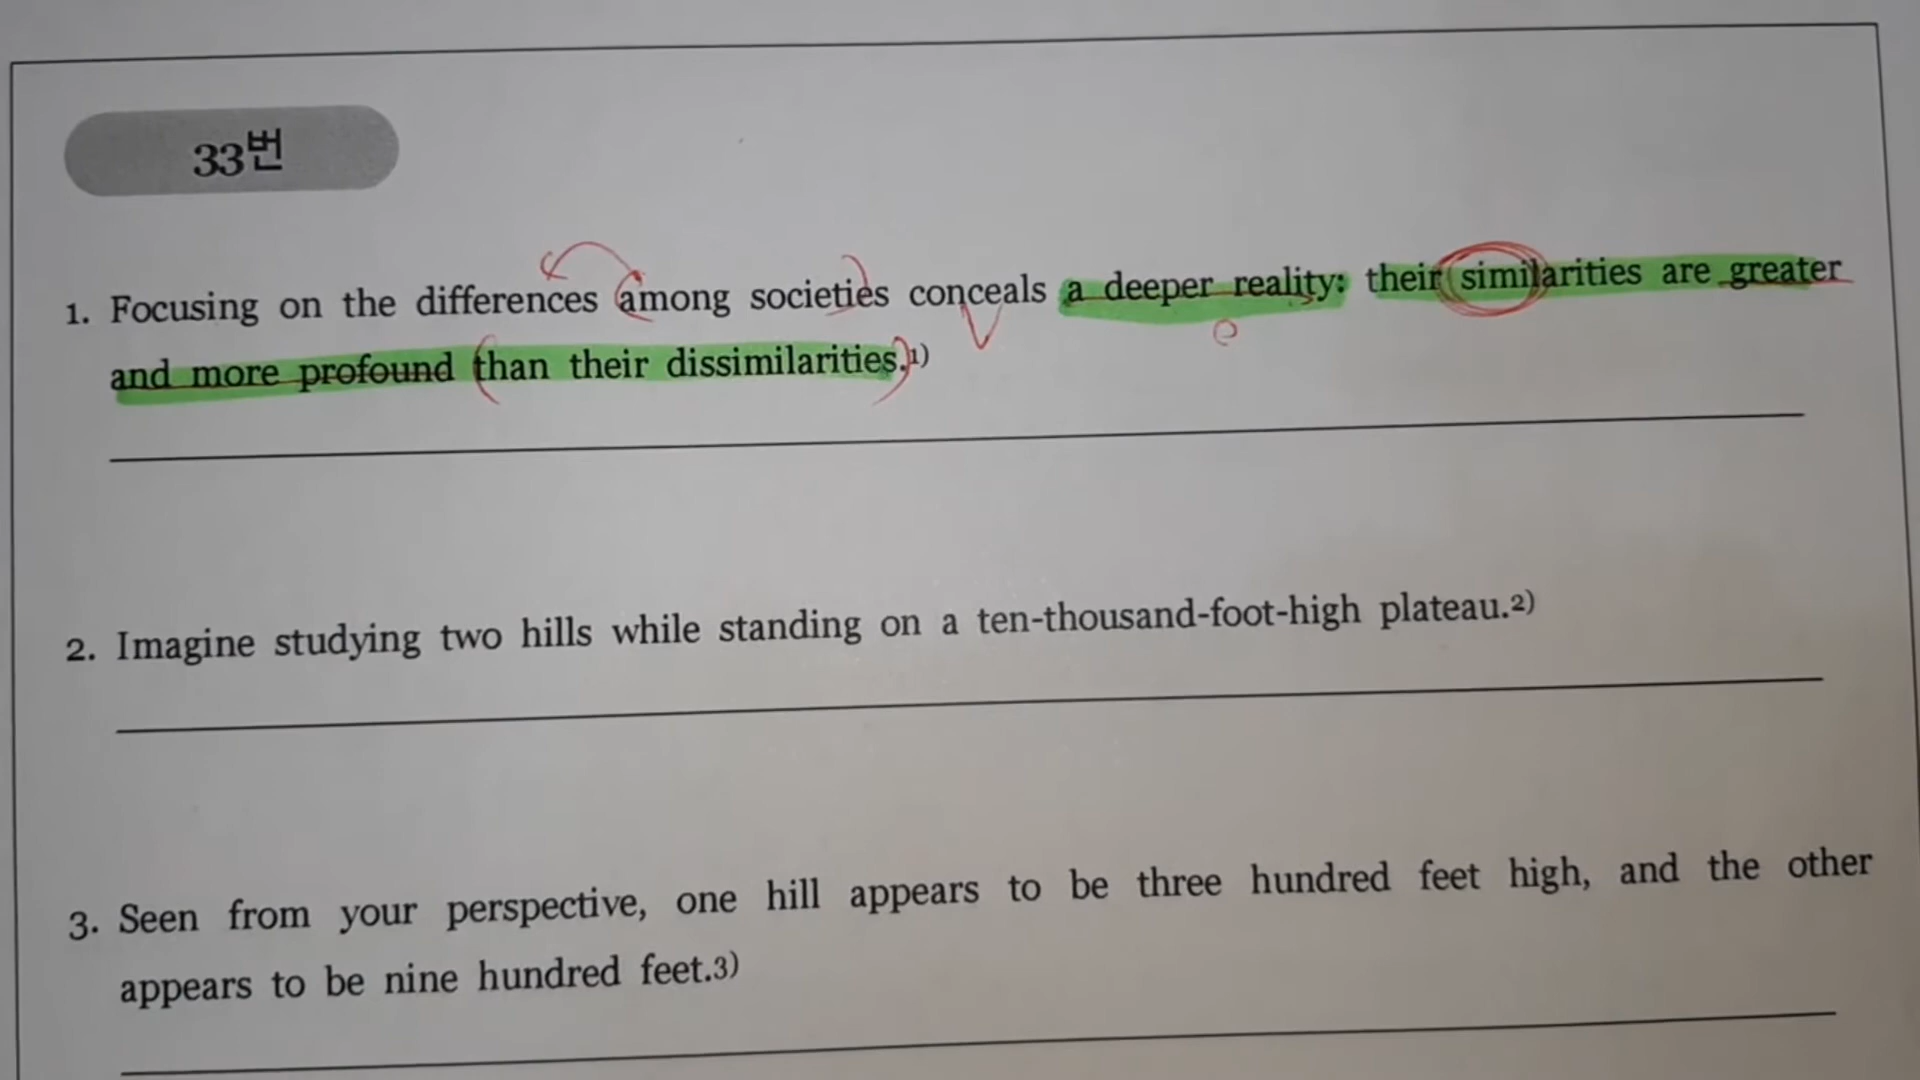 33번
1. Focusing on the differences among societies conceals a deeper reality: their similarities are greater
and more profound than their dissimilarities.1)
2. Imagine studying two hills while standing on a ten-thousand-foot-high plateau.2)
3. Seen from your perspective, one hill appears to be three hundred feet high, and the other
appears to be nine hundred feet.3)